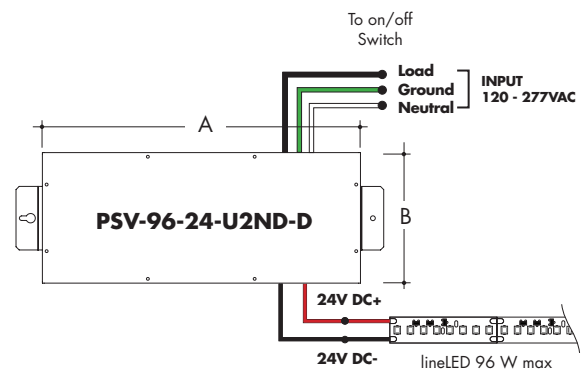 To on/off
Switch
Load
Ground
Neutral
INPUT
120 - 277VAC
A
B
PSV-96-24-U2ND-D
24V DC+
24V DC-
lineLED 96 W max